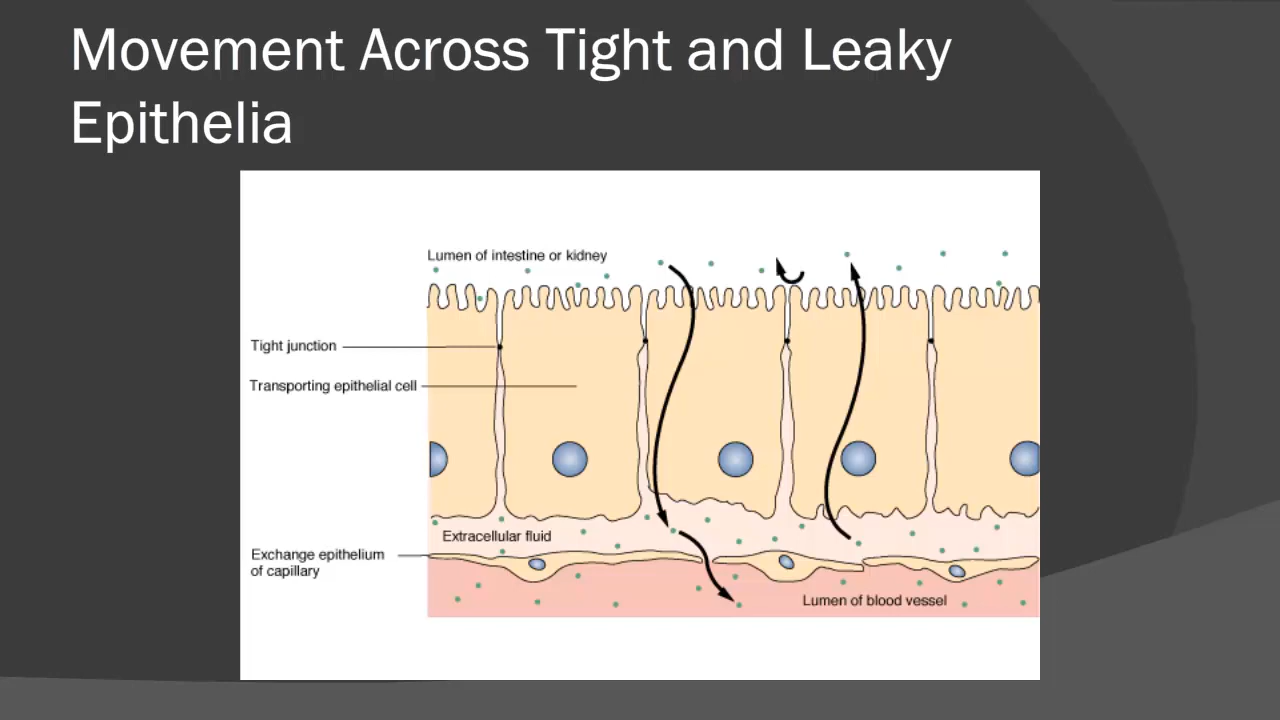 Movement Across Tight and Leaky
Epithelia
Lumen of intestine or kidney
Tight junction
Transporting epithelial cell
Extracellular fluid
Exchange epithelium
of capillary
Lumen of blood vessel